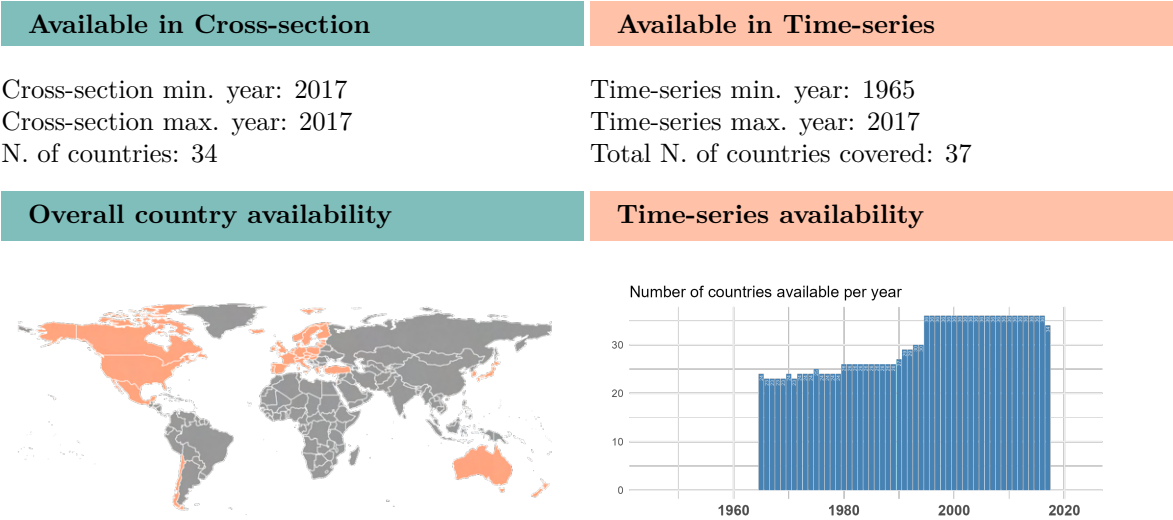 Available in Cross-section
Available in Time-series
Cross-section min. year: 2017
Cross-section max. year: 2017
N. of countries: 34
Time-series min. year: 1965
Time-series max. year: 2017
Total N. of countries covered: 37
Overall country availability
Time-series availability
Number of countries available per year
30
20
10
0
1960
1980
2000
2020